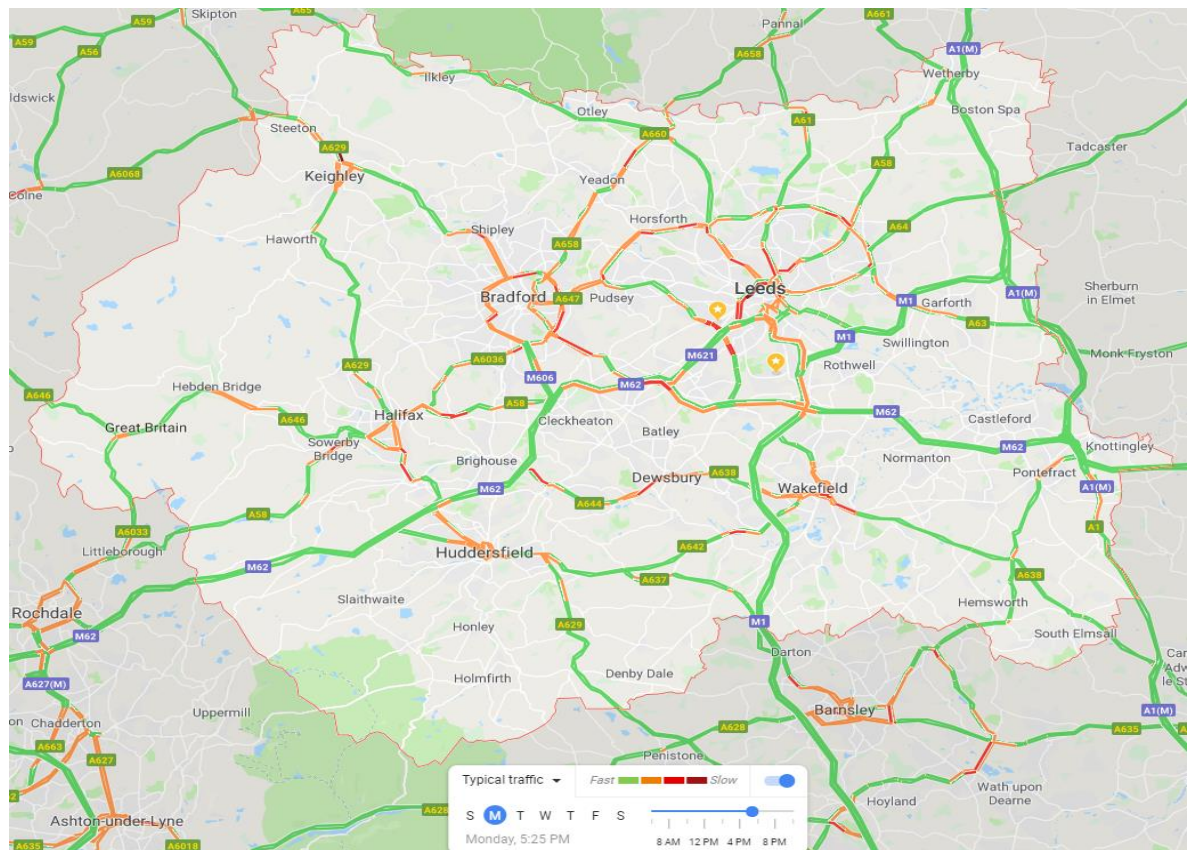 Skipton
A65
A59
Pannal
A661
A59
A56
A658
A1(M)
Ilkley
Wetherby
Otley
Boston Spa
A61
Steeton
A660
A629
Tadcaster
Keighley
A58
A6068
Yeadon
Colne
Horsforth
Haworth
Shipley
A64
A658
Leeds
Bradford
A647
Pudsey
Sherburn
in Elmet
M1
Garforth
A1(M)
A63
M1
Swillington
Monk Fryston
A6036
M621
A629
Rothwell
Hebden Bridge
M606
M62
A646
A58
Halifax
M62
A646
Cleckheaton
Castleford
Great Britain
Batley
Sowerby
Bridge
M62
Knottingley
Brighouse
Normanton
Pontefract
Dewsbury
A638
M62
Wakefield
A1(M)
A644
A58
A1
A6033
Littleborough
A642
Huddersfield
M62
A637
A638
Slaithwaite
Hemsworth
Rochdale
M62
Honley
A629
M1
South Elmsall
Darton
Denby Dale
Holmfirth
A627(M)
Uppermill
Barnsley
A1(M)
Chadderton
A628
A635
A663
Penistone
A627
Typical traffic
Fast
Slow
Wath upon
Dearne
Hoyland
A628
S M T W T F S
Ashton-under-Lyne
Monday, 5:25 PM
8 AM 12 PM 4 PM 8 PM
A635
A6018